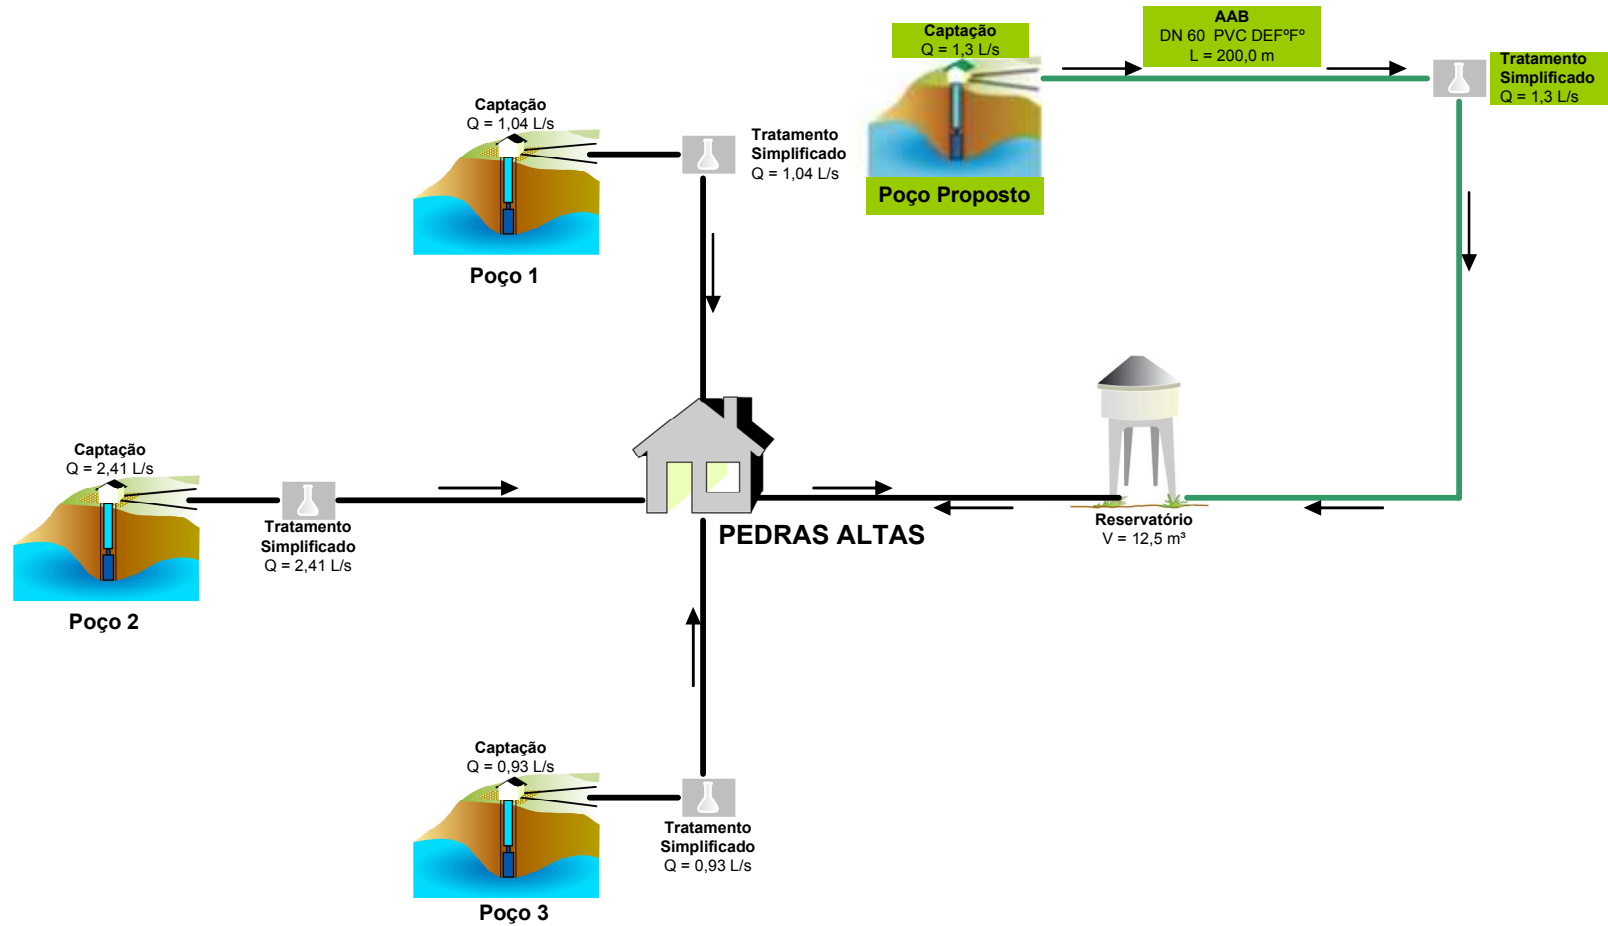 Captação
Q = 1,3 L/s
AAB
DN 60  PVC DEFºFº
L = 200,0 m
Tratamento
Simplificado
Q = 1,3 L/s
Poço Proposto
Captação
Q = 1,04 L/s
Tratamento
Simplificado
Q = 1,04 L/s
Poço 1
Captação
Q = 2,41 L/s
Tratamento
Simplificado
Q = 2,41 L/s
Poço 2
PEDRAS ALTAS
Reservatório
V = 12,5 m³
Captação
Q = 0,93 L/s
Tratamento
Simplificado
Q = 0,93 L/s
Poço 3